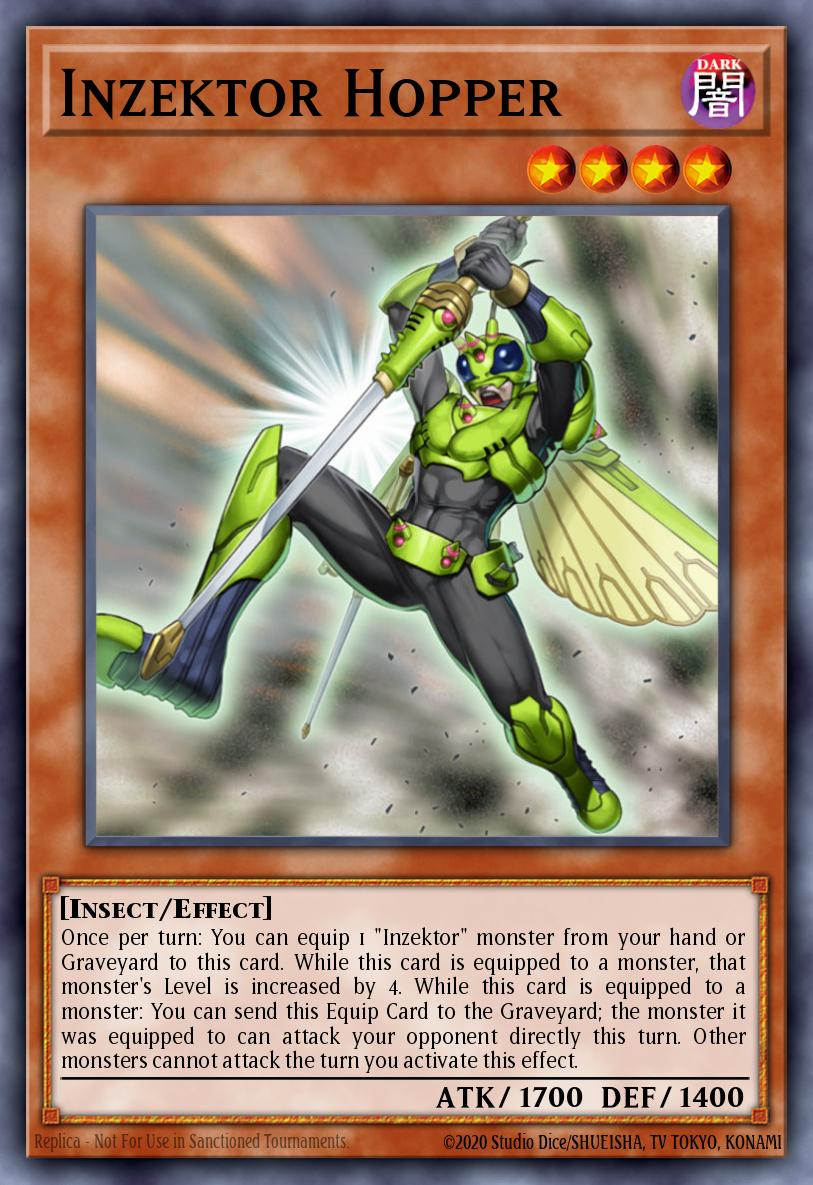 Inzektor Hopper
DARK
闇
[Insect/Effect]
Once per turn: You can equip 1 "Inzektor" monster from your hand or
Graveyard to this card. While this card is equipped to a monster, that
monster's Level is increased by 4. While this card is equipped to a
monster: You can send this Equip Card to the Graveyard; the monster it
was equipped to can attack your opponent directly this turn. Other
monsters cannot attack the turn you activate this effect.
ATK/ 1700 DEF/ 1400
Replica - Not For Use in Sanctioned Tournaments.
©2020 Studio Dice/SHUEISHA, TV TOKYO, KONAMI